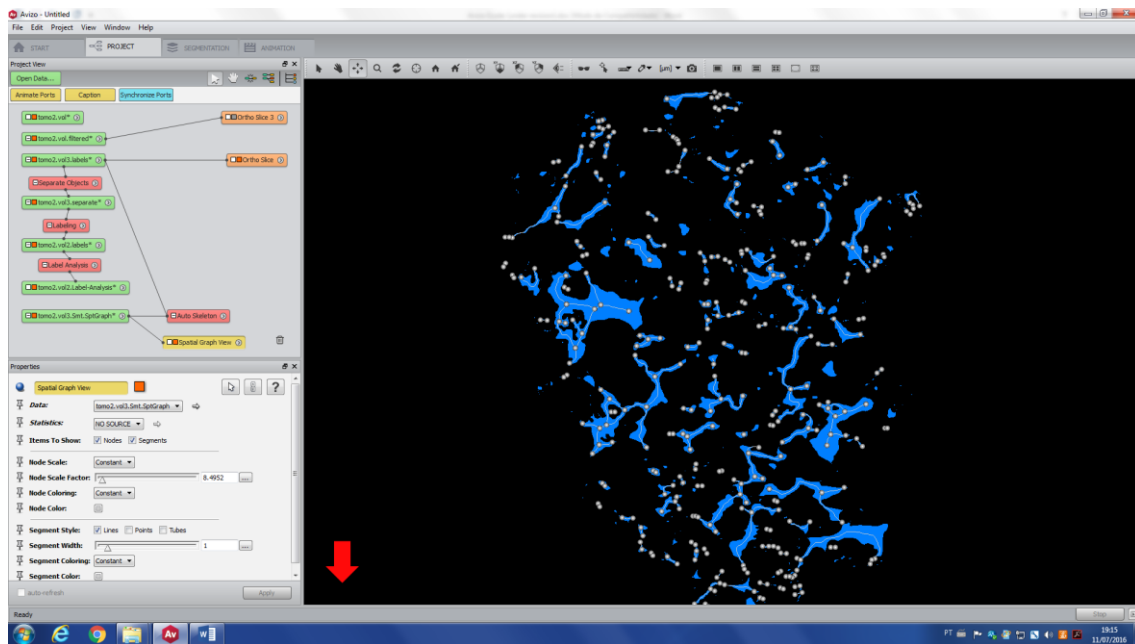 Avizo - Untitled
File Edit Project View Window Help
START PROJECT SEGMENTATION ANIMATION
Project View
Open Data...
Animate Ports Caption Synchronize Ports
tomo2.vol* Ortho Slice 3
tomo2.vol.filtered*
tomo2.vol3.labels* Ortho Slice
Separate Objects
tomo2.vol3.separate*
Labeling
tomo2.vol2.labels*
Label Analysis
tomo2.vol2.Label-Analysis*
tomo2.vol3.Smt.SptGraph* Auto Skeleton
Spatial Graph View
Properties
Spatial Graph View ?
Data: tomo2.vol3.Smt.SptGraph
Statistics: NO SOURCE
Items To Show: Nodes Segments
Node Scale: Constant
Node Scale Factor: 8.4952 ...
Node Coloring: Constant
Node Color:
Segment Style: Lines Points Tubes
Segment Width: 1 ...
Segment Coloring: Constant
Segment Color:
auto-refresh Apply
Ready Stop
PT 19:15
11/07/2016